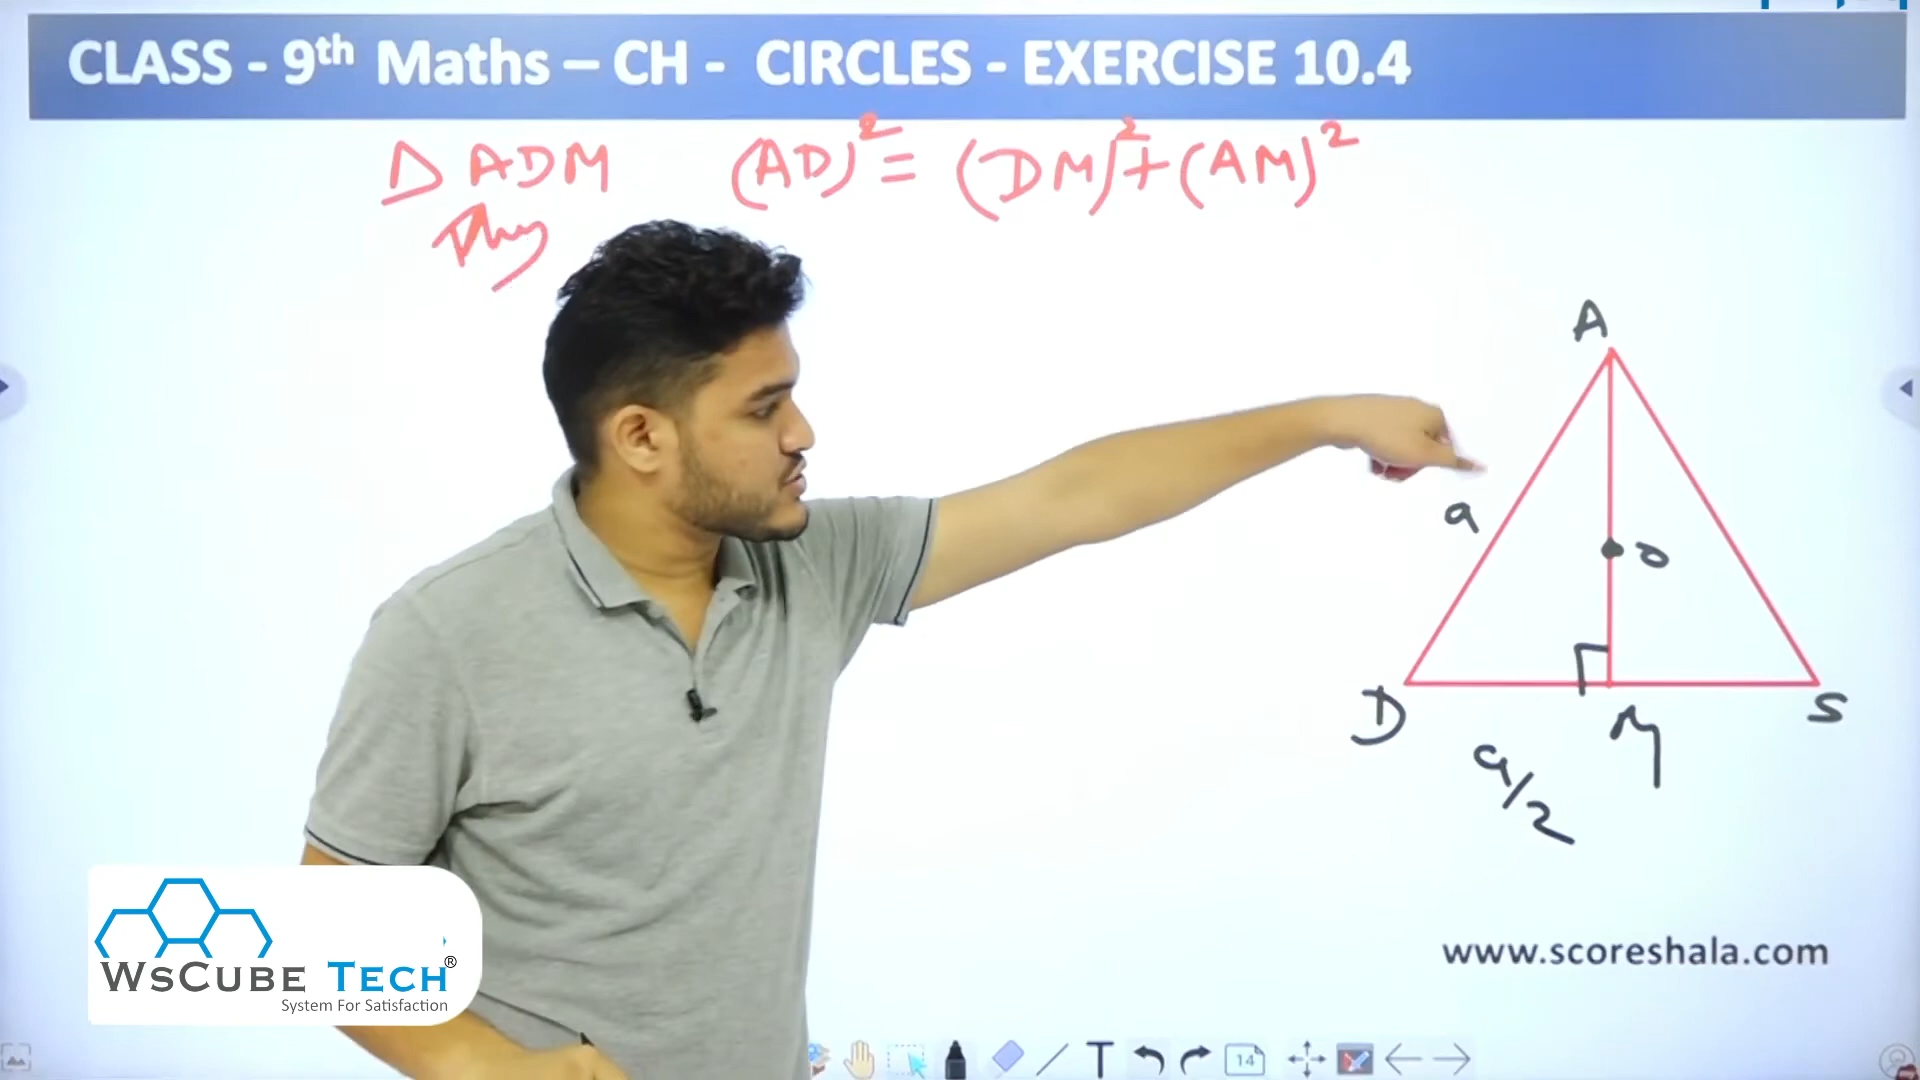 CLASS - 9th Maths – CH - CIRCLES - EXERCISE 10.4
Δ ADM (AD)² = (DM)² + (AM)²
A
a
O
D
M
S
a/2
www.scoreshala.com
WSCUBE TECH®
System For Satisfaction
T
14